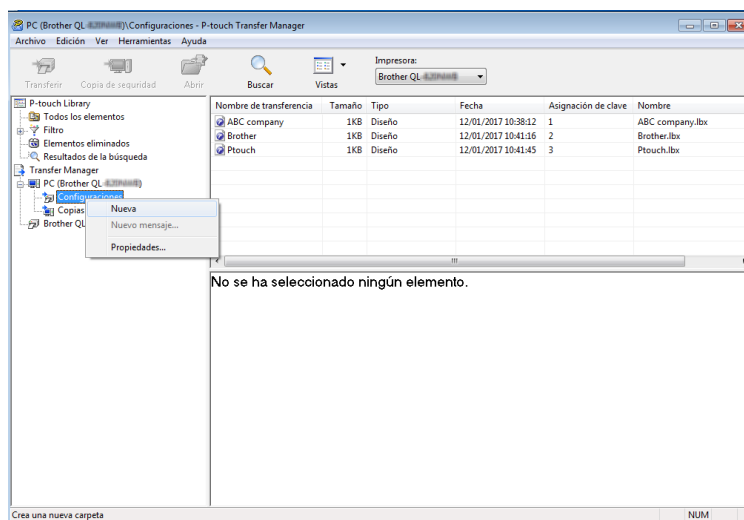 PC (Brother QL )\Configuraciones - P-touch Transfer Manager
Archivo Edición Ver Herramientas Ayuda
Transferir Copia de seguridad Abrir Buscar Vistas
Impresora:
Brother QL
P-touch Library
Todos los elementos
Filtro
Elementos eliminados
Resultados de la búsqueda
Transfer Manager
PC (Brother QL )
Configuraciones
Copias
Brother QL
Nueva
Nuevo mensaje...
Propiedades...
Nombre de transferencia Tamaño Tipo Fecha Asignación de clave Nombre
ABC company 1KB Diseño 12/01/2017 10:38:12 1 ABC company.lbx
Brother 1KB Diseño 12/01/2017 10:41:16 2 Brother.lbx
Ptouch 1KB Diseño 12/01/2017 10:41:45 3 Ptouch.lbx
No se ha seleccionado ningún elemento.
Crea una nueva carpeta NUM